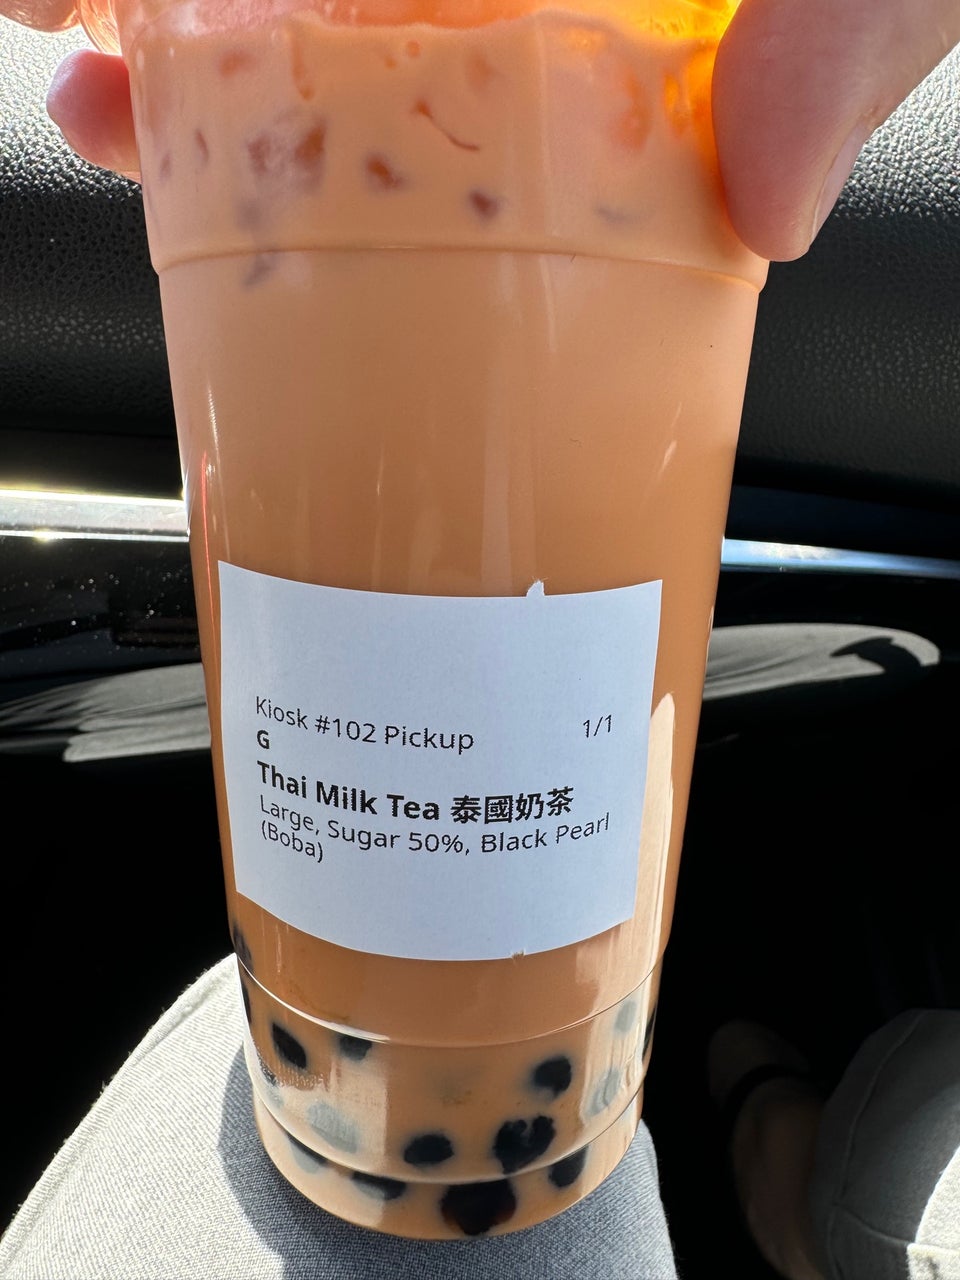 Kiosk #102 Pickup 1/1
G
Thai Milk Tea 泰國奶茶
Large, Sugar 50%, Black Pearl
(Boba)